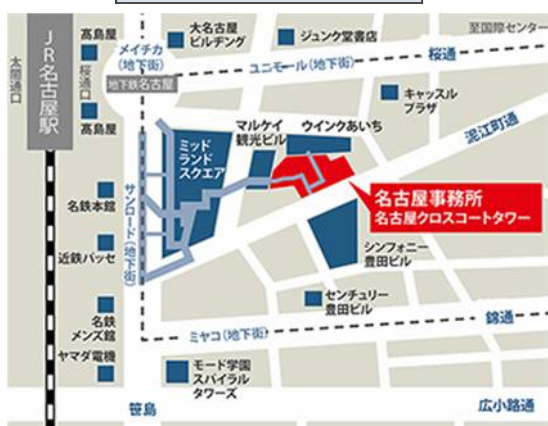 髙島屋
大名古屋
ビルヂング
ジュンク堂書店
至国際センター
太閤通口
JR名古屋駅
桜通口
メイチカ
(地下街)
地下鉄名古屋
ユニモール(地下街)
桜通
髙島屋
キャッスル
プラザ
泥江町通
マルケイ
観光ビル
ウインクあいち
ミッド
ランド
スクエア
名鉄本館
サンロード(地下街)
名古屋事務所
名古屋クロスコートタワー
近鉄パッセ
シンフォニー
豊田ビル
名鉄
メンズ館
センチュリー
豊田ビル
ミヤコ(地下街)
錦通
ヤマダ電機
モード学園
スパイラル
タワーズ
笹島
広小路通